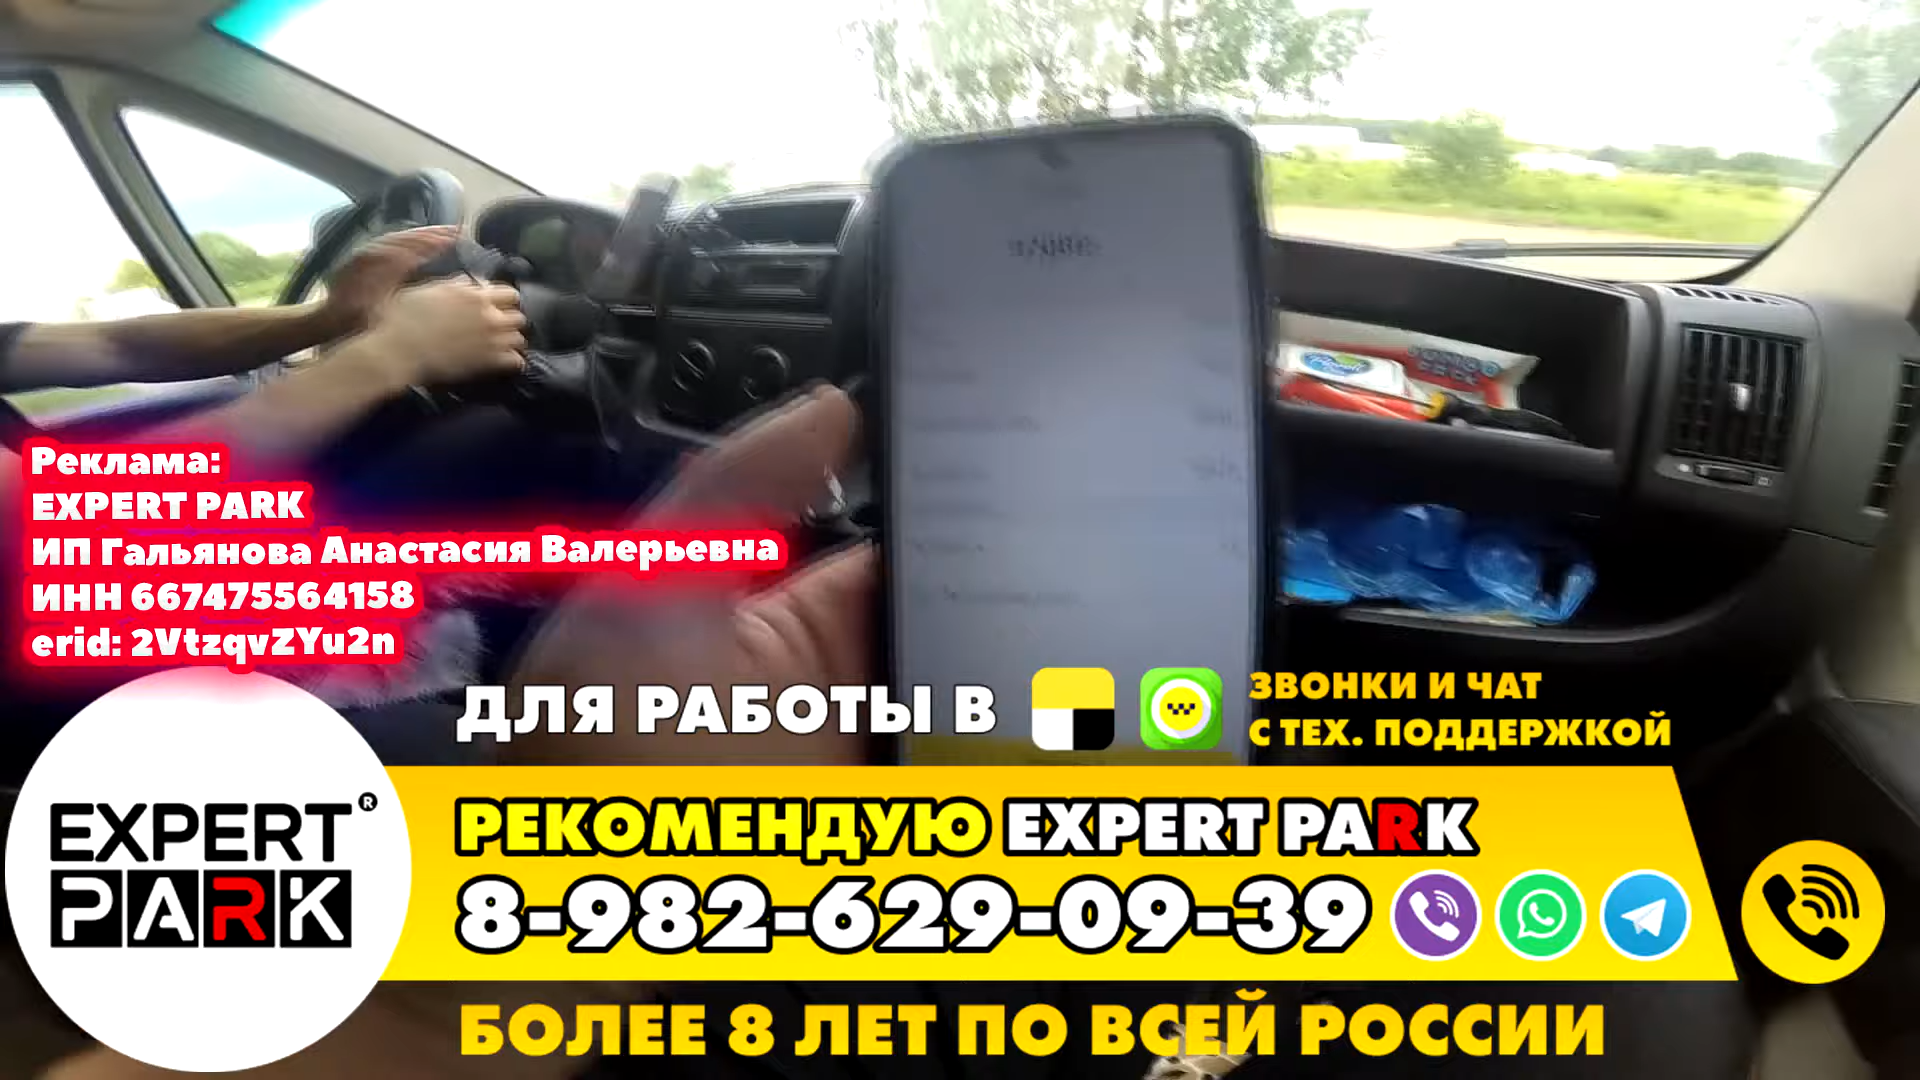 Реклама:
EXPERT PARK
ИП Гальянова Анастасия Валерьевна
ИНН 667475564158
erid: 2VtzqvZYu2n
ДЛЯ РАБОТЫ В
ЗВОНКИ И ЧАТ
С ТЕХ. ПОДДЕРЖКОЙ
EXPERT®
PARK
РЕКОМЕНДУЮ EXPERT PARK
8-982-629-09-39
БОЛЕЕ 8 ЛЕТ ПО ВСЕЙ РОССИИ